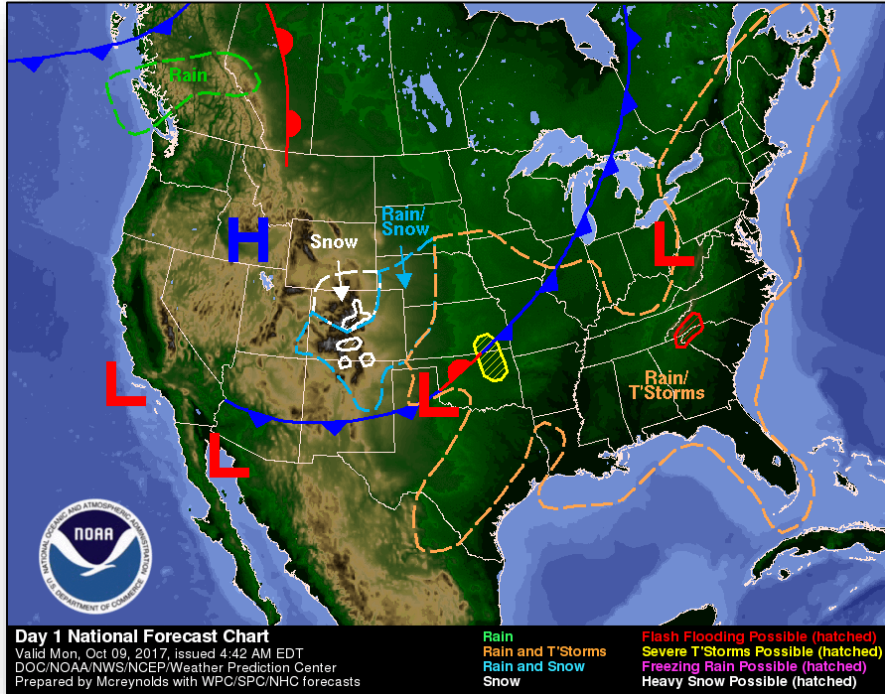 Rain
Rain/
Snow
Snow
H
L
L
L
L
Rain/
T'Storms
NATIONAL OCEANIC AND ATMOSPHERIC ADMINISTRATION
NOAA
U.S. DEPARTMENT OF COMMERCE
Day 1 National Forecast Chart
Valid Mon, Oct 09, 2017, issued 4:42 AM EDT
DOC/NOAA/NWS/NCEP/Weather Prediction Center
Prepared by Mcreynolds with WPC/SPC/NHC forecasts
Rain
Rain and T'Storms
Rain and Snow
Snow
Flash Flooding Possible (hatched)
Severe T'Storms Possible (hatched)
Freezing Rain Possible (hatched)
Heavy Snow Possible (hatched)